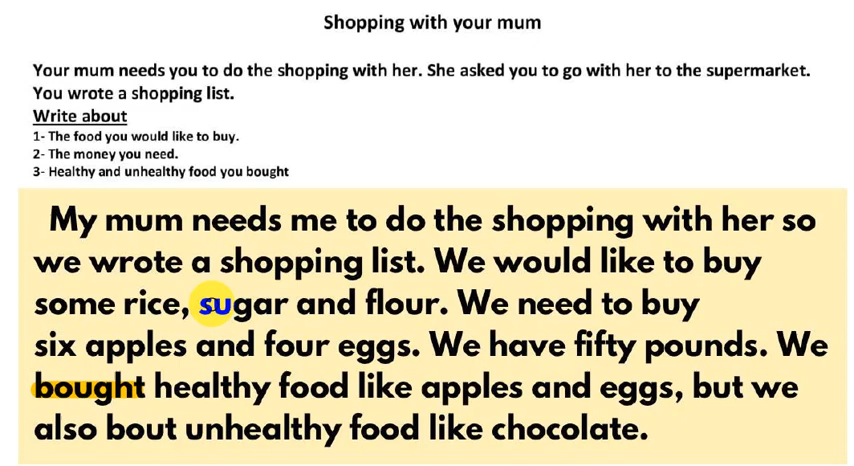 Shopping with your mum
Your mum needs you to do the shopping with her. She asked you to go with her to the supermarket.
You wrote a shopping list.
Write about
1- The food you would like to buy.
2- The money you need.
3- Healthy and unhealthy food you bought
My mum needs me to do the shopping with her so
we wrote a shopping list. We would like to buy
some rice, sugar and flour. We need to buy
six apples and four eggs. We have fifty pounds. We
bought healthy food like apples and eggs, but we
also bout unhealthy food like chocolate.